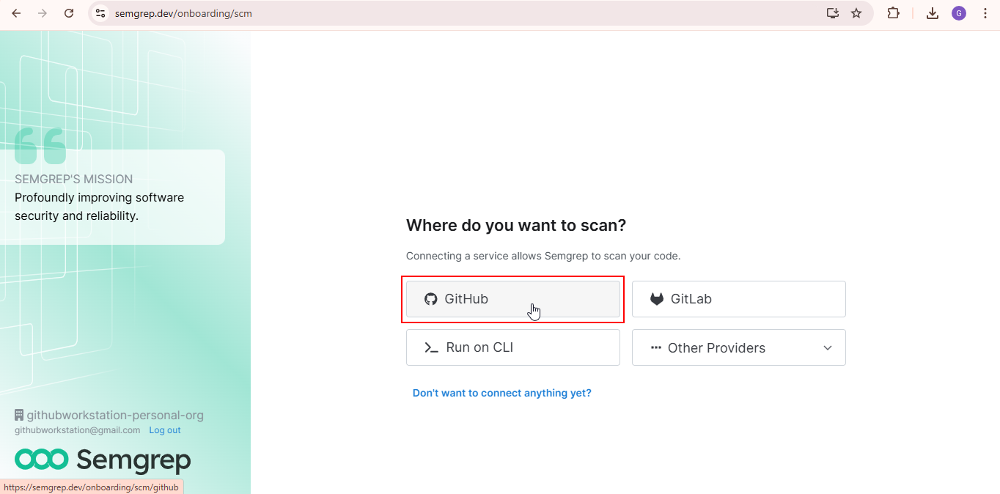 semgrep.dev/onboarding/scm
G
SEMGREP'S MISSION
Profoundly improving software
security and reliability.
Where do you want to scan?
Connecting a service allows Semgrep to scan your code.
GitHub
GitLab
Run on CLI
Other Providers
Don't want to connect anything yet?
githubworkstation-personal-org
githubworkstation@gmail.com Log out
Semgrep
https://semgrep.dev/onboarding/scm/github